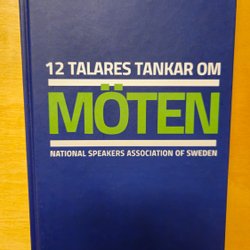 12 TALARES TANKAR OM
MÖTEN
NATIONAL SPEAKERS ASSOCIATION OF SWEDEN